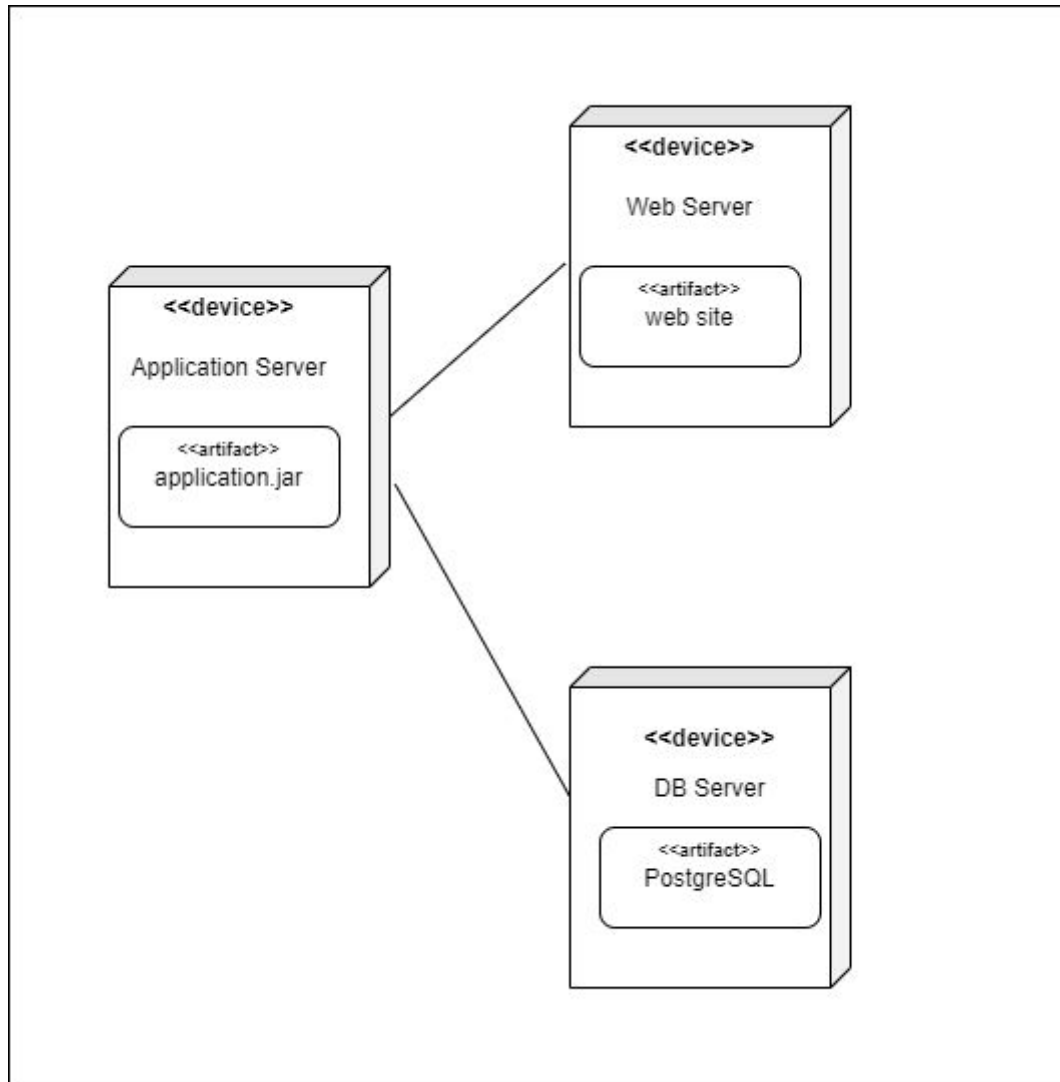 <<device>>
Web Server
<<artifact>>
web site
<<device>>
Application Server
<<artifact>>
application.jar
<<device>>
DB Server
<<artifact>>
PostgreSQL